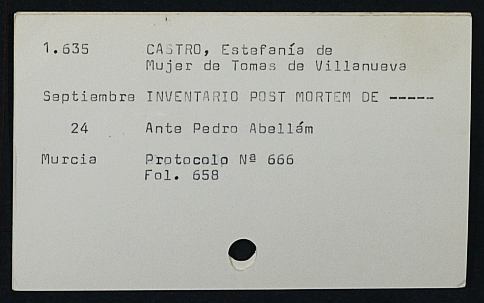 1.635 CASTRO, Estefanía de
Mujer de Tomas de Villanueva
Septiembre INVENTARIO POST MORTEM DE -----
24 Ante Pedro Abellám
Murcia Protocolo Nª 666
Fol. 658